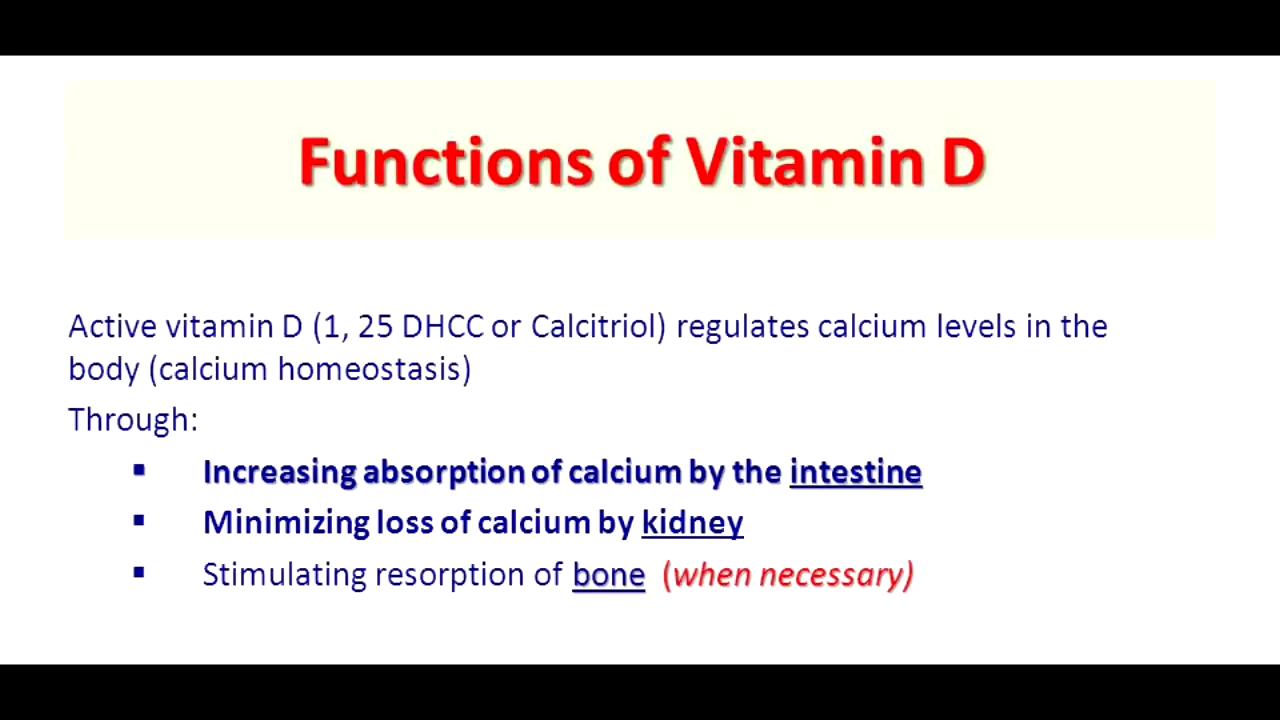 Functions of Vitamin D
Active vitamin D (1, 25 DHCC or Calcitriol) regulates calcium levels in the
body (calcium homeostasis)
Through:
▪ Increasing absorption of calcium by the intestine
▪ Minimizing loss of calcium by kidney
▪ Stimulating resorption of bone (when necessary)